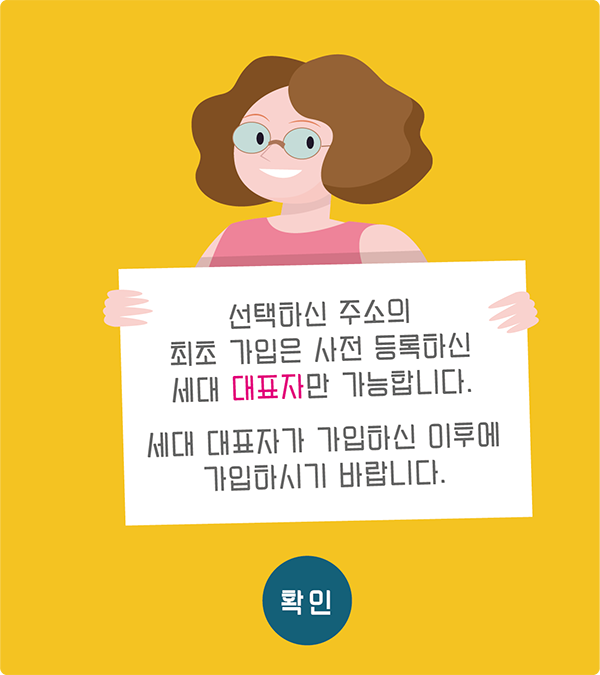 선택하신 주소의
최초 가입은 사전 등록하신
세대 대표자만 가능합니다.
세대 대표자가 가입하신 이후에
가입하시기 바랍니다.
확인